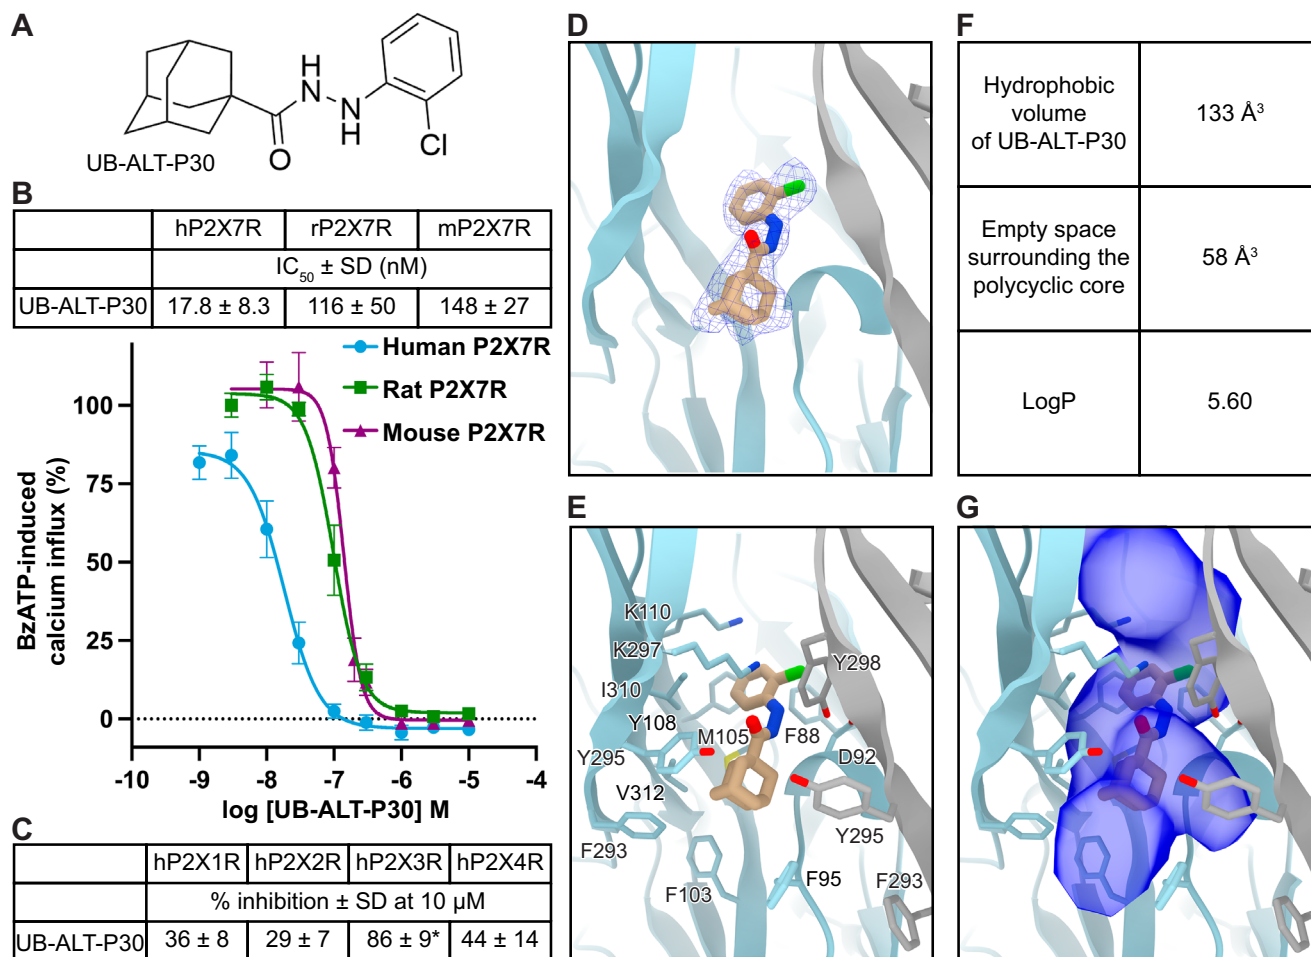 A
H
N
N
H
O
Cl
UB-ALT-P30
B
hP2X7R rP2X7R mP2X7R
IC50 ± SD (nM)
UB-ALT-P30 17.8 ± 8.3 116 ± 50 148 ± 27
Human P2X7R
Rat P2X7R
Mouse P2X7R
BzATP-induced
calcium influx (%)
100
75
50
25
0
-10 -9 -8 -7 -6 -5 -4
log [UB-ALT-P30] M
C
hP2X1R hP2X2R hP2X3R hP2X4R
% inhibition ± SD at 10 µM
UB-ALT-P30 36 ± 8 29 ± 7 86 ± 9* 44 ± 14
D
E
K110
K297
Y298
I310
Y108
M105
F88
Y295
D92
V312
Y295
F293
F103
F95
F293
F
Hydrophobic
volume
of UB-ALT-P30
133 Å³
Empty space
surrounding the
polycyclic core
58 Å³
LogP
5.60
G